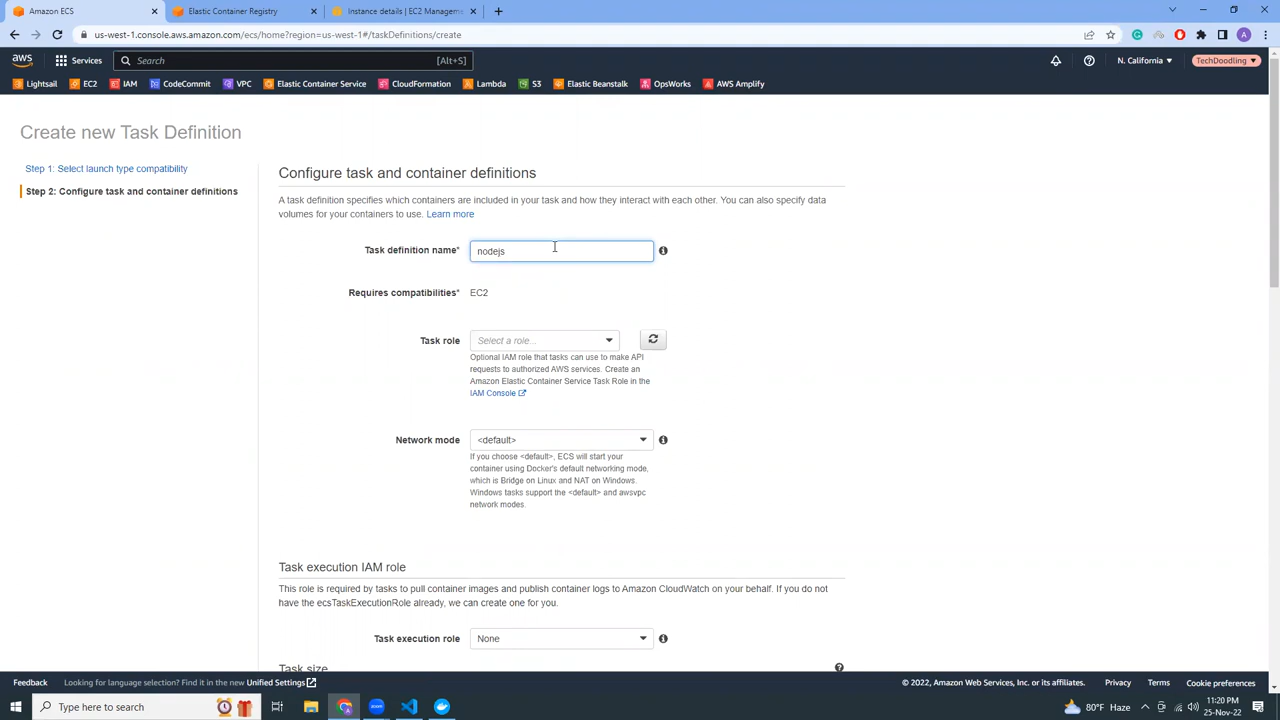 Amazon ECS
Elastic Container Registry
Instance details | EC2 Manageme
us-west-1.console.aws.amazon.com/ecs/home?region=us-west-1#/taskDefinitions/create
A
aws
Services
Search
[Alt+S]
N. California
TechDoodling
Lightsail
EC2
IAM
CodeCommit
VPC
Elastic Container Service
CloudFormation
Lambda
S3
Elastic Beanstalk
OpsWorks
AWS Amplify
Create new Task Definition
Step 1: Select launch type compatibility
Step 2: Configure task and container definitions
Configure task and container definitions
A task definition specifies which containers are included in your task and how they interact with each other. You can also specify data
volumes for your containers to use. Learn more
Task definition name*
nodejs
Requires compatibilities*
EC2
Task role
Select a role...
Optional IAM role that tasks can use to make API
requests to authorized AWS services. Create an
Amazon Elastic Container Service Task Role in the
IAM Console
Network mode
<default>
If you choose <default>, ECS will start your
container using Docker's default networking mode,
which is Bridge on Linux and NAT on Windows.
Windows tasks support the <default> and awsvpc
network modes.
Task execution IAM role
This role is required by tasks to pull container images and publish container logs to Amazon CloudWatch on your behalf. If you do not
have the ecsTaskExecutionRole already, we can create one for you.
Task execution role
None
Task size
Feedback
Looking for language selection? Find it in the new Unified Settings
© 2022, Amazon Web Services, Inc. or its affiliates.
Privacy
Terms
Cookie preferences
Type here to search
80°F Haze
11:20 PM
25-Nov-22